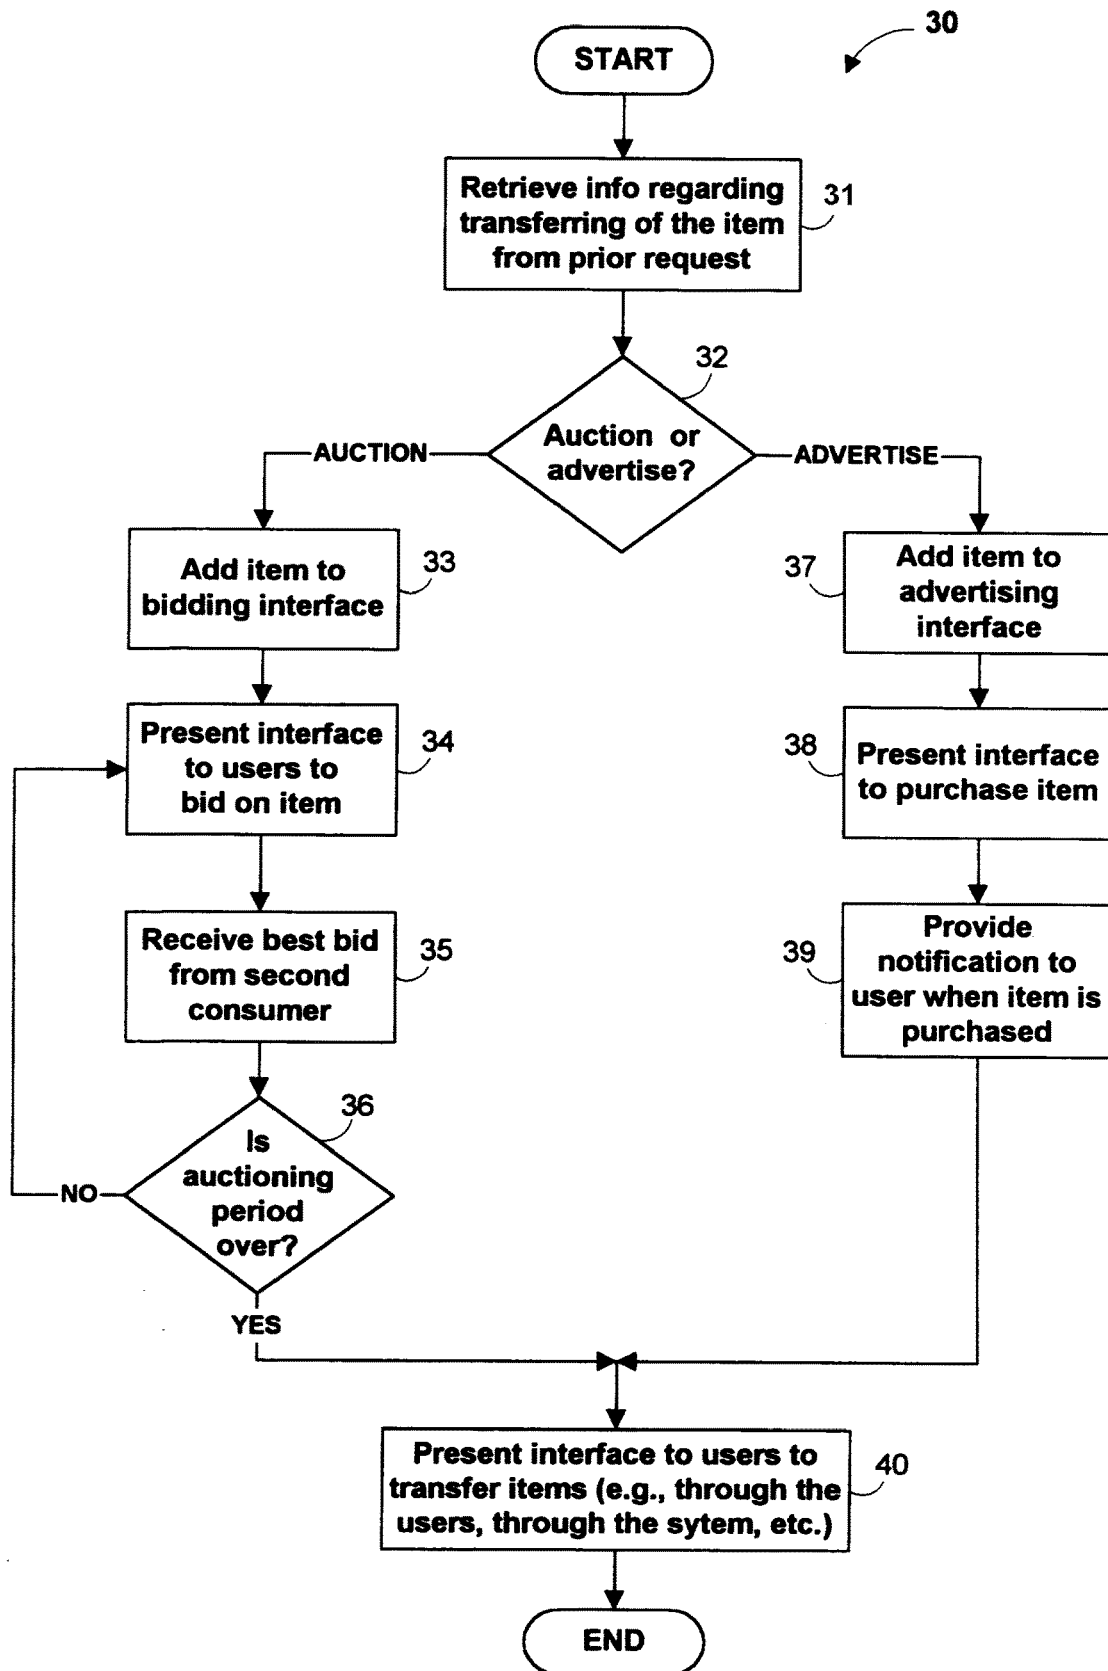 30
START
Retrieve info regarding
transferring of the item
from prior request
31
32
Auction or
advertise?
AUCTION
ADVERTISE
Add item to
bidding interface
33
Present interface
to users to
bid on item
34
Receive best bid
from second
consumer
35
36
Is
auctioning
period
over?
NO
YES
37
Add item to
advertising
interface
38
Present interface
to purchase item
39
Provide
notification to
user when item is
purchased
Present interface to users to
transfer items (e.g., through the
users, through the sytem, etc.)
40
END